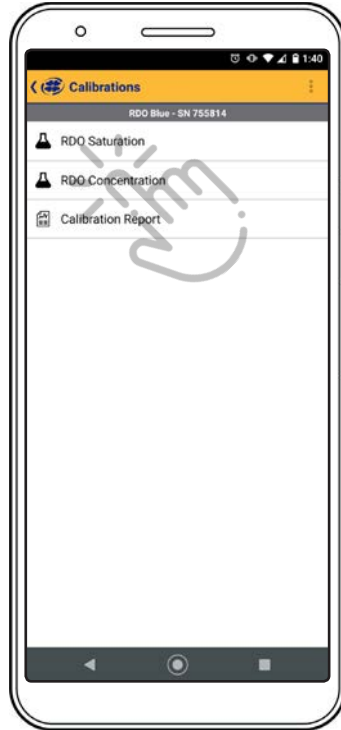 1:40
Calibrations
RDO Blue - SN 755814
RDO Saturation
RDO Concentration
Calibration Report